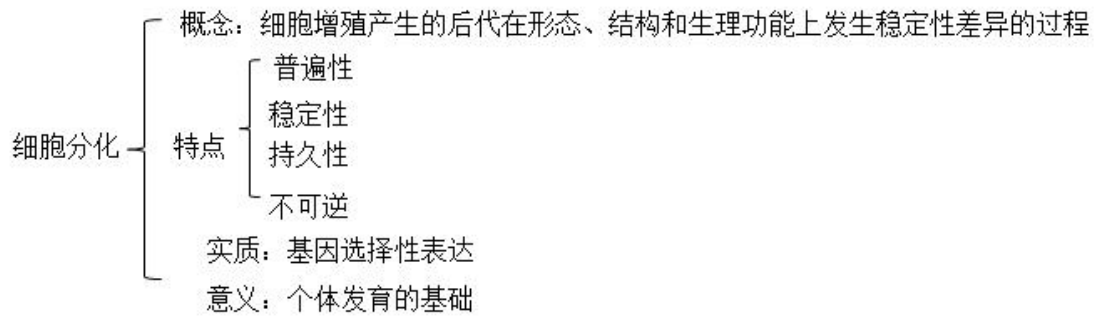 概念：细胞增殖产生的后代在形态、结构和生理功能上发生稳定性差异的过程
普遍性
稳定性
细胞分化
特点
持久性
不可逆
实质：基因选择性表达
意义：个体发育的基础